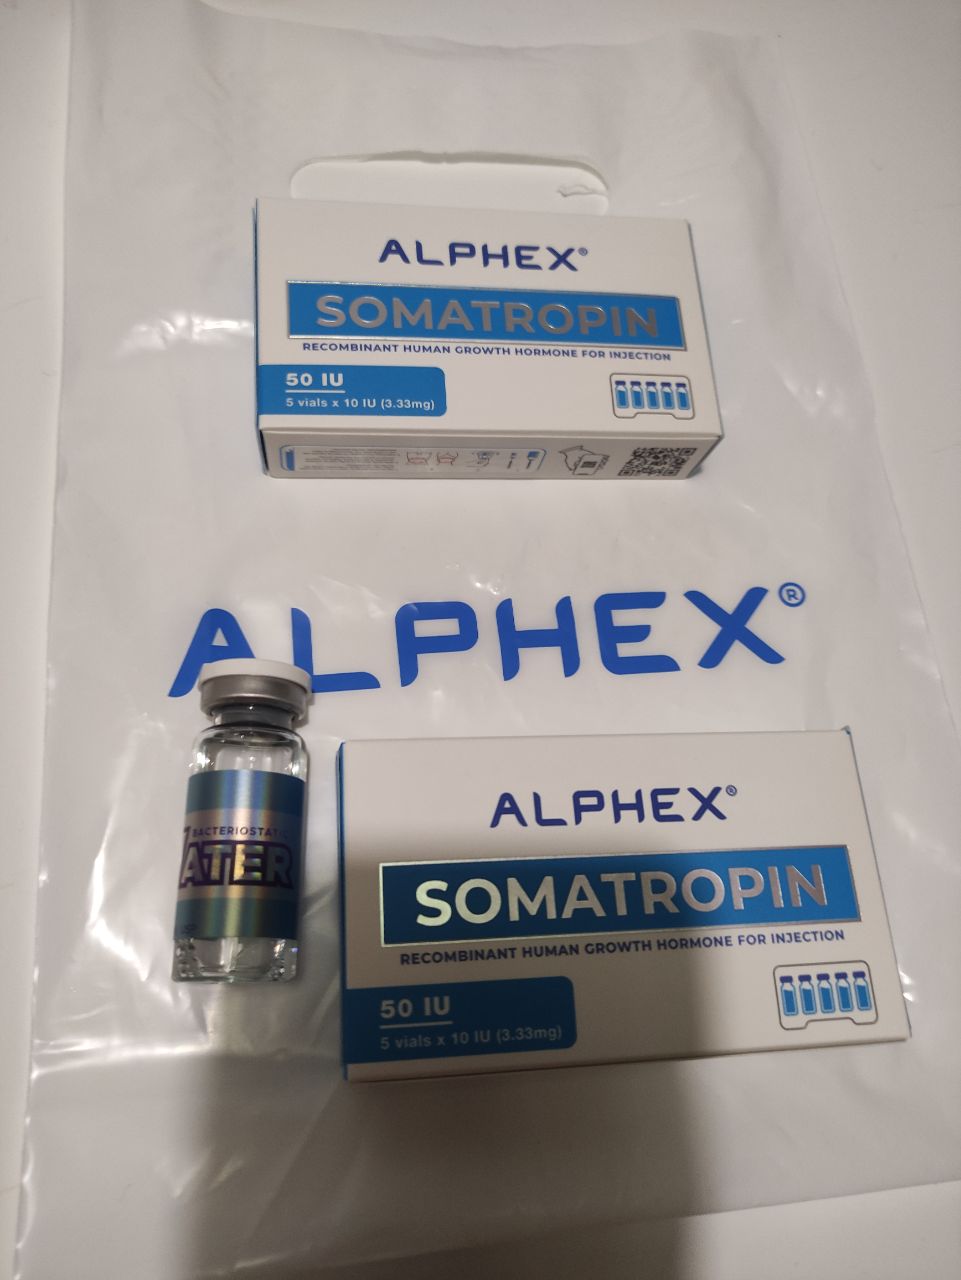 ALPHEX®
SOMATROPIN
RECOMBINANT HUMAN GROWTH HORMONE FOR INJECTION
50 IU
5 vials x 10 IU (3.33mg)
ALPHEX®
BACTERIOSTATIC
ATER
ALPHEX®
SOMATROPIN
RECOMBINANT HUMAN GROWTH HORMONE FOR INJECTION
50 IU
5 vials x 10 IU (3.33mg)